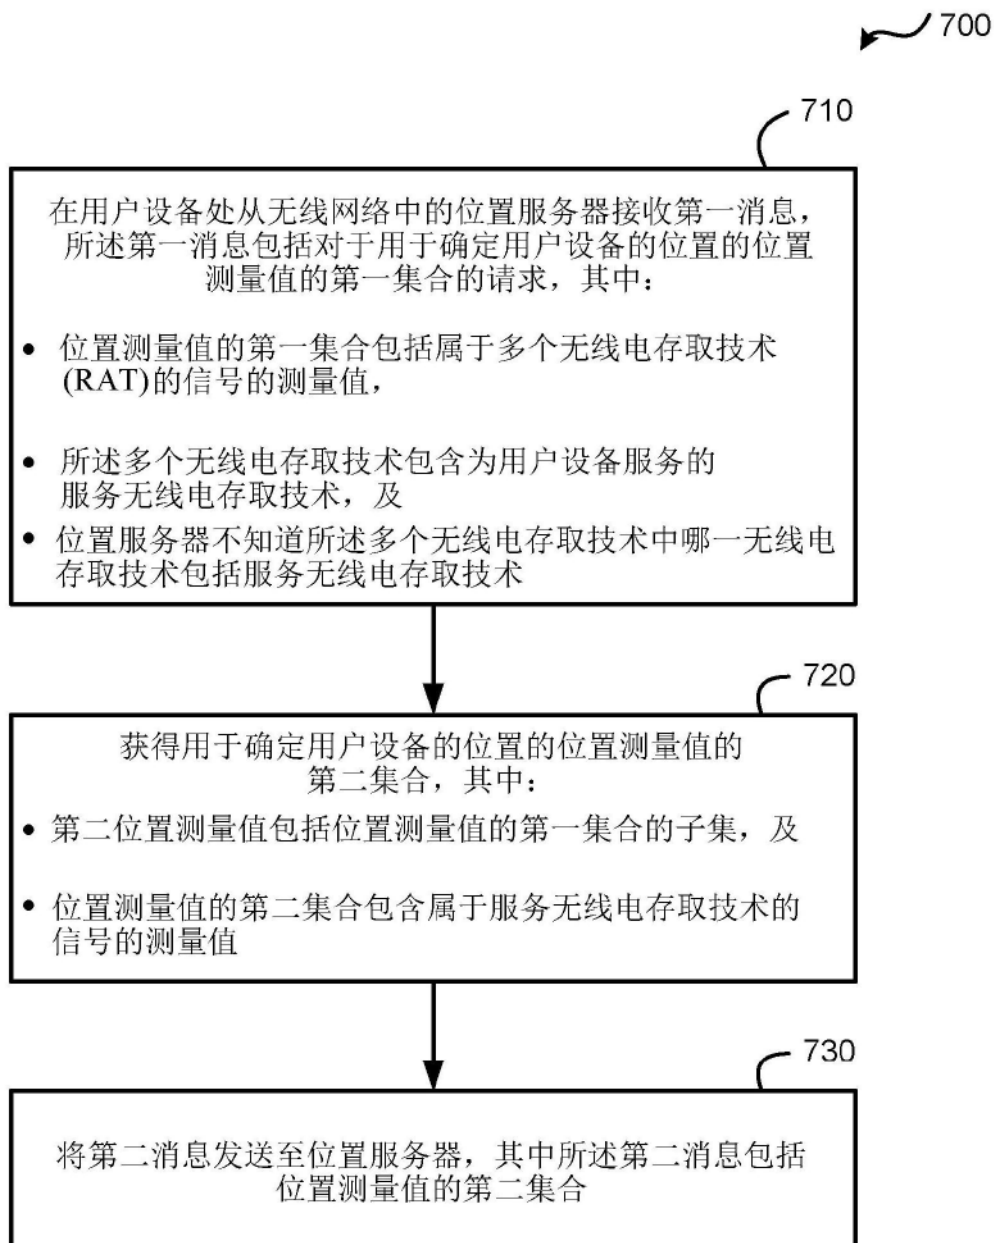 700
710
在用户设备处从无线网络中的位置服务器接收第一消息，
所述第一消息包括对于用于确定用户设备的位置的位置
测量值的第一集合的请求，其中：
• 位置测量值的第一集合包括属于多个无线电存取技术
(RAT)的信号的测量值，
• 所述多个无线电存取技术包含为用户设备服务的
服务无线电存取技术，及
• 位置服务器不知道所述多个无线电存取技术中哪一无线电
存取技术包括服务无线电存取技术
720
获得用于确定用户设备的位置的位置测量值的
第二集合，其中：
• 第二位置测量值包括位置测量值的第一集合的子集，及
• 位置测量值的第二集合包含属于服务无线电存取技术的
信号的测量值
730
将第二消息发送至位置服务器，其中所述第二消息包括
位置测量值的第二集合